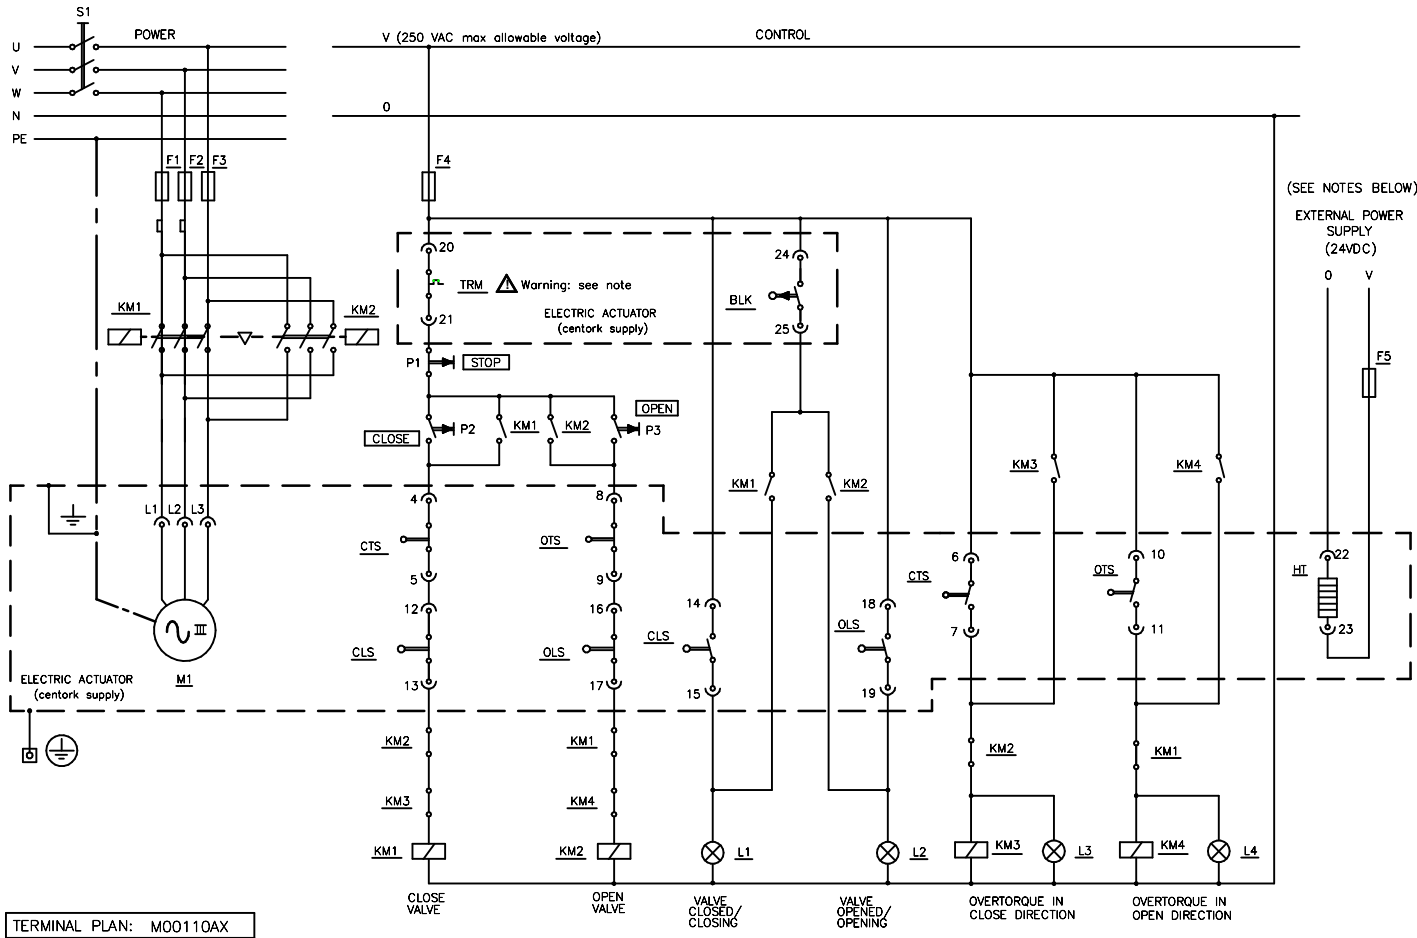 S1
POWER
V (250 VAC max allowable voltage)
CONTROL
U
V
W
N
PE
0
F1
F2
F3
F4
(SEE NOTES BELOW)
EXTERNAL POWER
SUPPLY
(24VDC)
0
V
20
24
TRM
Warning: see note
BLK
ELECTRIC ACTUATOR
(centork supply)
21
25
KM1
KM2
P1
STOP
F5
OPEN
CLOSE
P2
KM1
KM2
P3
KM3
KM4
KM1
KM2
L1
L2
L3
4
8
CTS
OTS
5
9
6
CTS
7
10
OTS
11
HT
22
23
12
16
14
18
CLS
OLS
CLS
OLS
13
17
15
19
III
M1
ELECTRIC ACTUATOR
(centork supply)
KM2
KM1
KM2
KM1
KM3
KM4
KM1
KM2
L1
L2
KM3
L3
KM4
L4
CLOSE
VALVE
OPEN
VALVE
VALVE
CLOSED/
CLOSING
VALVE
OPENED/
OPENING
OVERTORQUE IN
CLOSE DIRECTION
OVERTORQUE IN
OPEN DIRECTION
TERMINAL PLAN: M00110AX